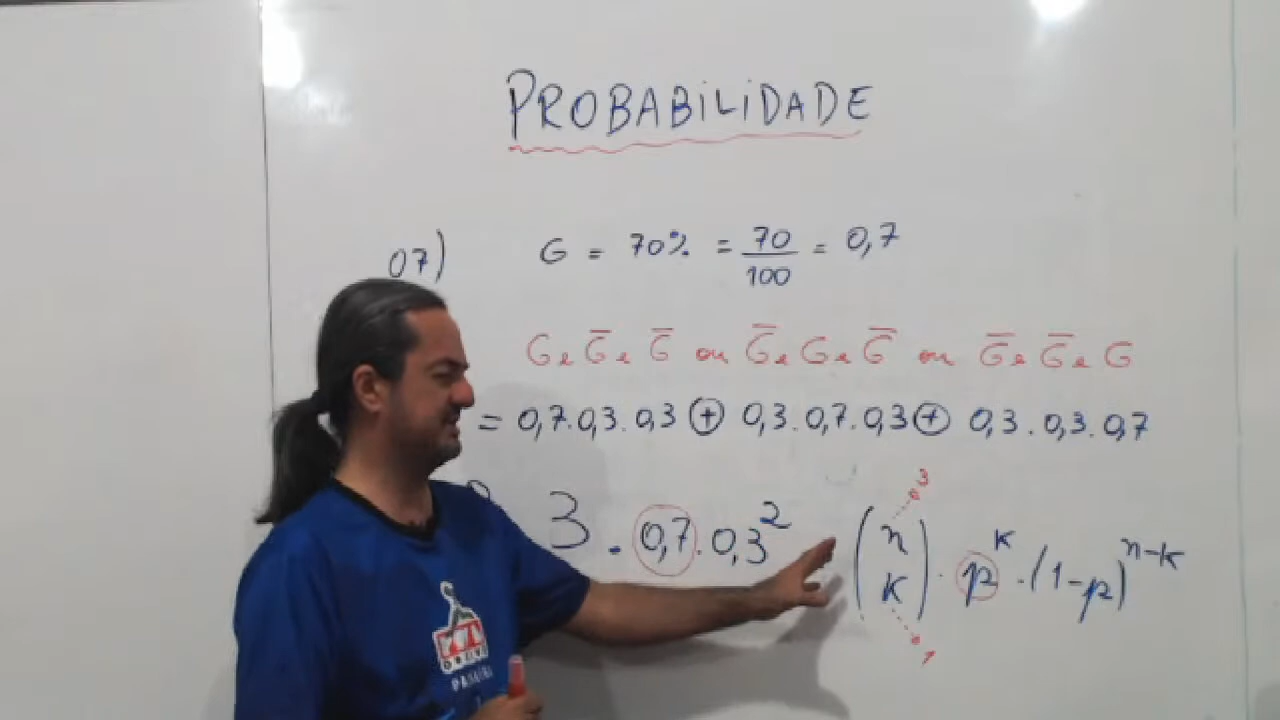 PROBABILIDADE
07) G = 70% = 70/100 = 0,7
G e G̅ e G̅ ou G̅ e G e G̅ ou G̅ e G̅ e G
= 0,7.0,3.0,3 ⊕ 0,3.0,7.0,3 ⊕ 0,3.0,3.0,7
3
3 . 0,7 . 0,3² (n k) . p^k . (1-p)^(n-k)
1